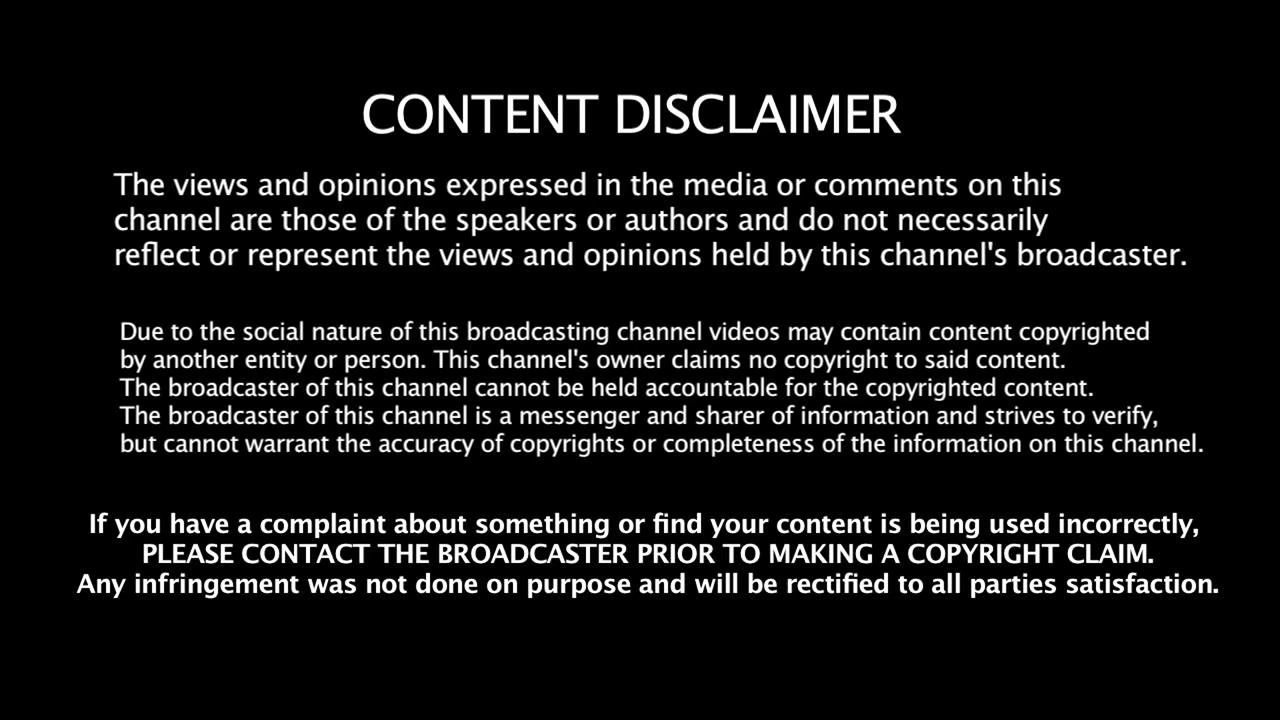 CONTENT DISCLAIMER
The views and opinions expressed in the media or comments on this
channel are those of the speakers or authors and do not necessarily
reflect or represent the views and opinions held by this channel's broadcaster.
Due to the social nature of this broadcasting channel videos may contain content copyrighted
by another entity or person. This channel's owner claims no copyright to said content.
The broadcaster of this channel cannot be held accountable for the copyrighted content.
The broadcaster of this channel is a messenger and sharer of information and strives to verify,
but cannot warrant the accuracy of copyrights or completeness of the information on this channel.
If you have a complaint about something or find your content is being used incorrectly,
PLEASE CONTACT THE BROADCASTER PRIOR TO MAKING A COPYRIGHT CLAIM.
Any infringement was not done on purpose and will be rectified to all parties satisfaction.